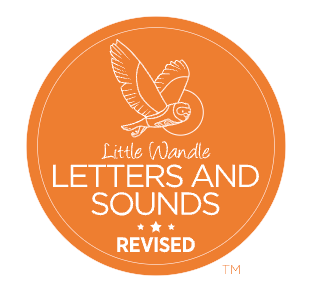 Little Wandle
LETTERS AND
SOUNDS
REVISED
TM